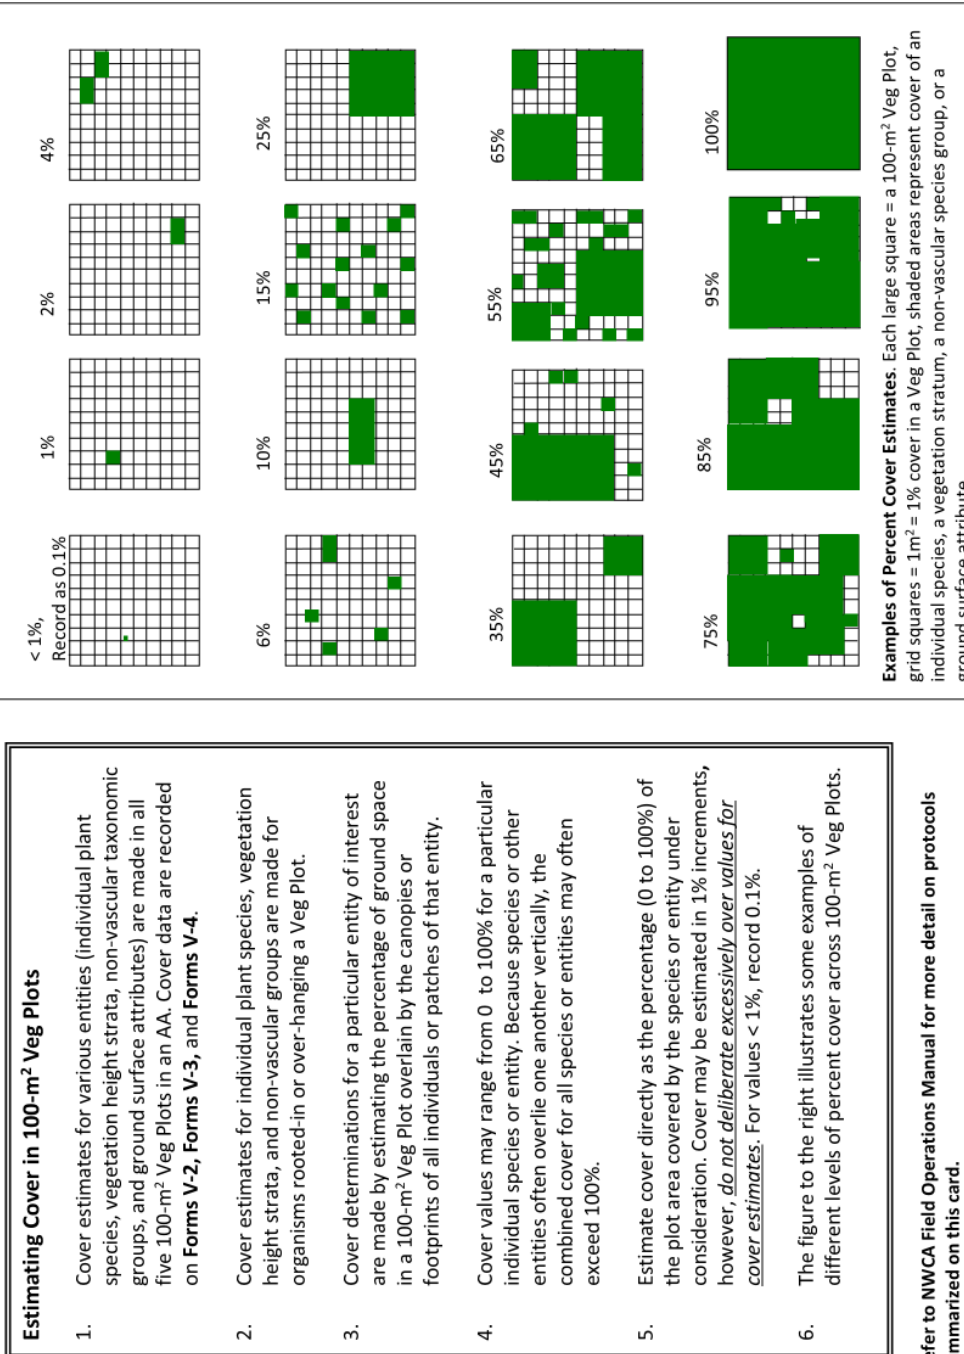 Estimating Cover in 100-m² Veg Plots
1. Cover estimates for various entities (individual plant
species, vegetation height strata, non-vascular taxonomic
groups, and ground surface attributes) are made in all
five 100-m² Veg Plots in an AA. Cover data are recorded
on Forms V-2, Forms V-3, and Forms V-4.
2. Cover estimates for individual plant species, vegetation
height strata, and non-vascular groups are made for
organisms rooted-in or over-hanging a Veg Plot.
3. Cover determinations for a particular entity of interest
are made by estimating the percentage of ground space
in a 100-m² Veg Plot overlain by the canopies or
footprints of all individuals or patches of that entity.
4. Cover values may range from 0 to 100% for a particular
individual species or entity. Because species or other
entities often overlie one another vertically, the
combined cover for all species or entities may often
exceed 100%.
5. Estimate cover directly as the percentage (0 to 100%) of
the plot area covered by the species or entity under
consideration. Cover may be estimated in 1% increments,
however, do not deliberate excessively over values for
cover estimates. For values < 1%, record 0.1%.
6. The figure to the right illustrates some examples of
different levels of percent cover across 100-m² Veg Plots.
efer to NWCA Field Operations Manual for more detail on protocols
mmarized on this card.
< 1%,
Record as 0.1%
1%
2%
4%
6%
10%
15%
25%
35%
45%
55%
65%
75%
85%
95%
100%
Examples of Percent Cover Estimates. Each large square = a 100-m² Veg Plot,
grid squares = 1m² = 1% cover in a Veg Plot, shaded areas represent cover of an
individual species, a vegetation stratum, a non-vascular species group, or a
ground surface attribute